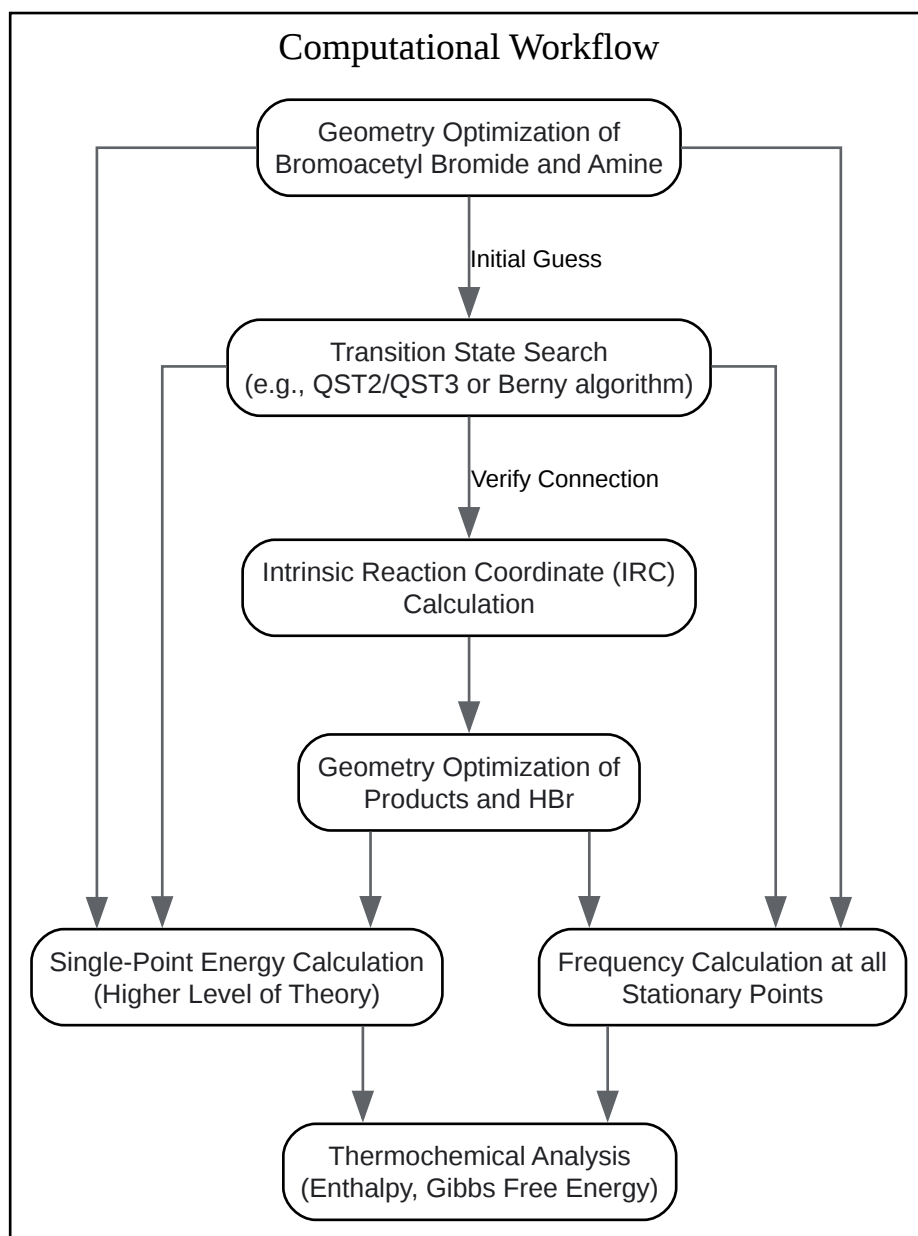 Computational Workflow
Geometry Optimization of
Bromoacetyl Bromide and Amine
Initial Guess
Transition State Search
(e.g., QST2/QST3 or Berny algorithm)
Verify Connection
Intrinsic Reaction Coordinate (IRC)
Calculation
Geometry Optimization of
Products and HBr
Single-Point Energy Calculation
(Higher Level of Theory)
Frequency Calculation at all
Stationary Points
Thermochemical Analysis
(Enthalpy, Gibbs Free Energy)